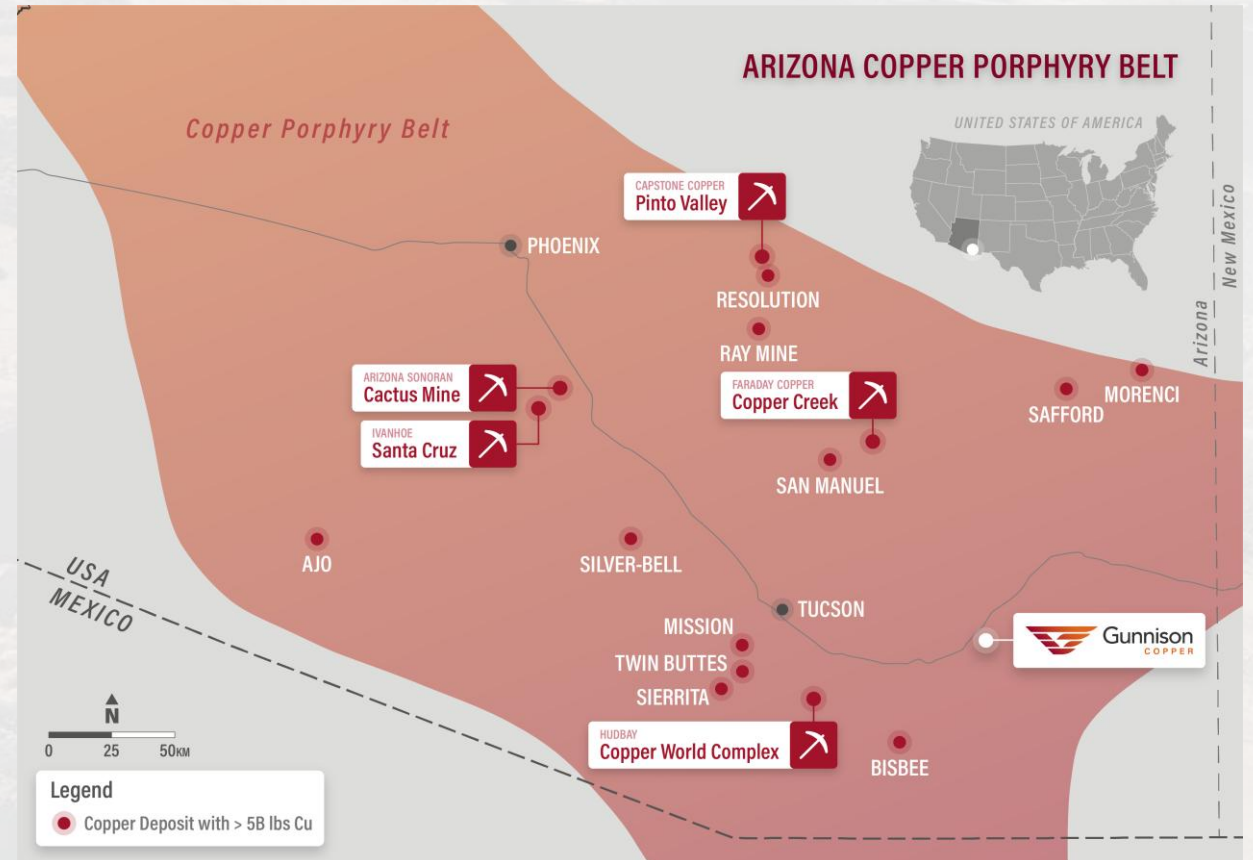 ARIZONA COPPER PORPHYRY BELT
Copper Porphyry Belt
UNITED STATES OF AMERICA
New Mexico
Arizona
CAPSTONE COPPER
Pinto Valley
PHOENIX
RESOLUTION
RAY MINE
ARIZONA SONORAN
Cactus Mine
FARADAY COPPER
Copper Creek
MORENCI
SAFFORD
IVANHOE
Santa Cruz
SAN MANUEL
AJO
SILVER-BELL
USA
MEXICO
TUCSON
MISSION
Gunnison
COPPER
TWIN BUTTES
SIERRITA
N
HUDBAY
Copper World Complex
BISBEE
0 25 50KM
Legend
Copper Deposit with > 5B lbs Cu